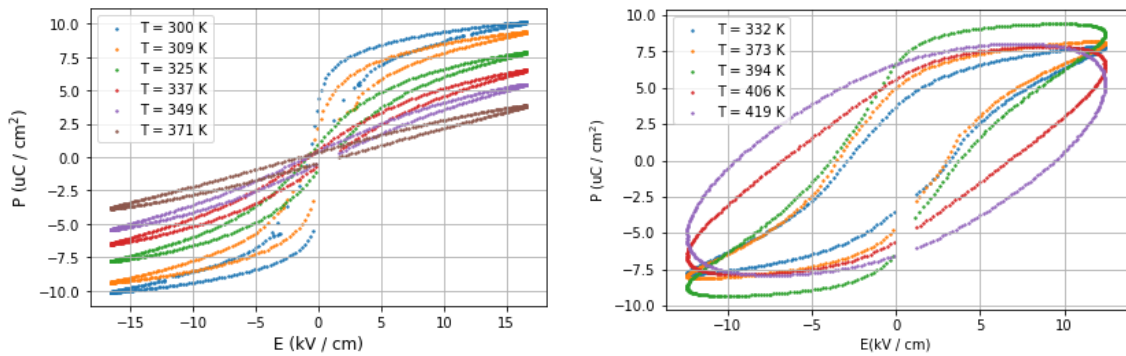 10.0
7.5
5.0
2.5
0.0
−2.5
−5.0
−7.5
−10.0
P (uC / cm²)
T = 300 K
T = 309 K
T = 325 K
T = 337 K
T = 349 K
T = 371 K
−15
−10
−5
0
5
10
15
E (kV / cm)
10.0
7.5
5.0
2.5
0.0
−2.5
−5.0
−7.5
−10.0
P (uC / cm²)
T = 332 K
T = 373 K
T = 394 K
T = 406 K
T = 419 K
−10
−5
0
5
10
E(kV / cm)